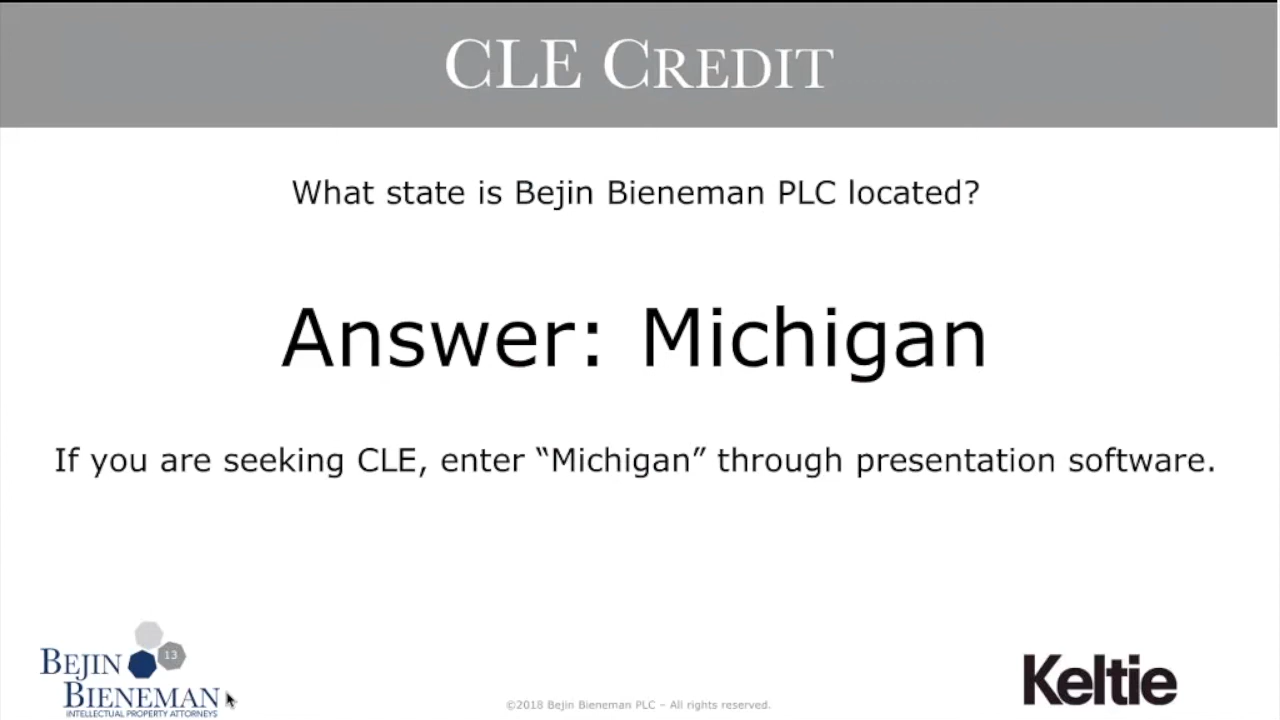 CLE CREDIT
What state is Bejin Bieneman PLC located?
Answer: Michigan
If you are seeking CLE, enter “Michigan” through presentation software.
13
BEJIN
BIENEMAN
INTELLECTUAL PROPERTY ATTORNEYS
©2018 Bejin Bieneman PLC – All rights reserved.
Keltie